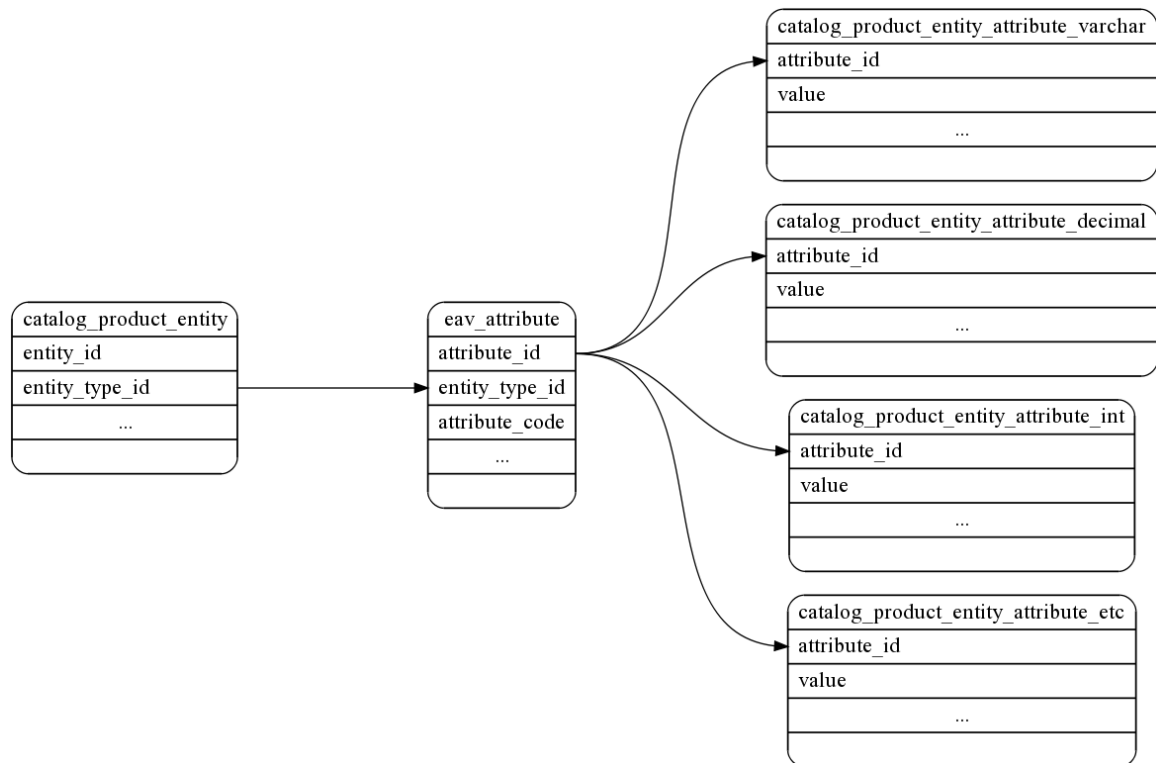 catalog_product_entity
entity_id
entity_type_id
...
eav_attribute
attribute_id
entity_type_id
attribute_code
...
catalog_product_entity_attribute_varchar
attribute_id
value
...
catalog_product_entity_attribute_decimal
attribute_id
value
...
catalog_product_entity_attribute_int
attribute_id
value
...
catalog_product_entity_attribute_etc
attribute_id
value
...